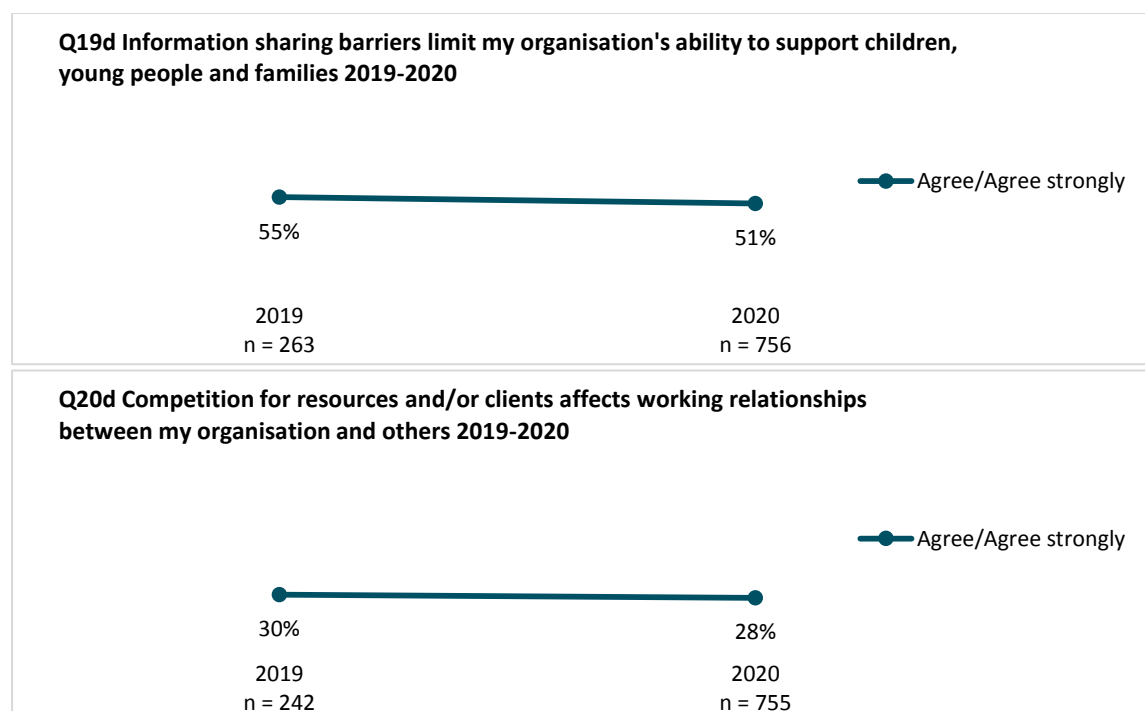 Q19d Information sharing barriers limit my organisation's ability to support children,
young people and families 2019-2020
Agree/Agree strongly
55%
51%
2019
2020
n = 263
n = 756
Q20d Competition for resources and/or clients affects working relationships
between my organisation and others 2019-2020
Agree/Agree strongly
30%
28%
2019
2020
n = 242
n = 755